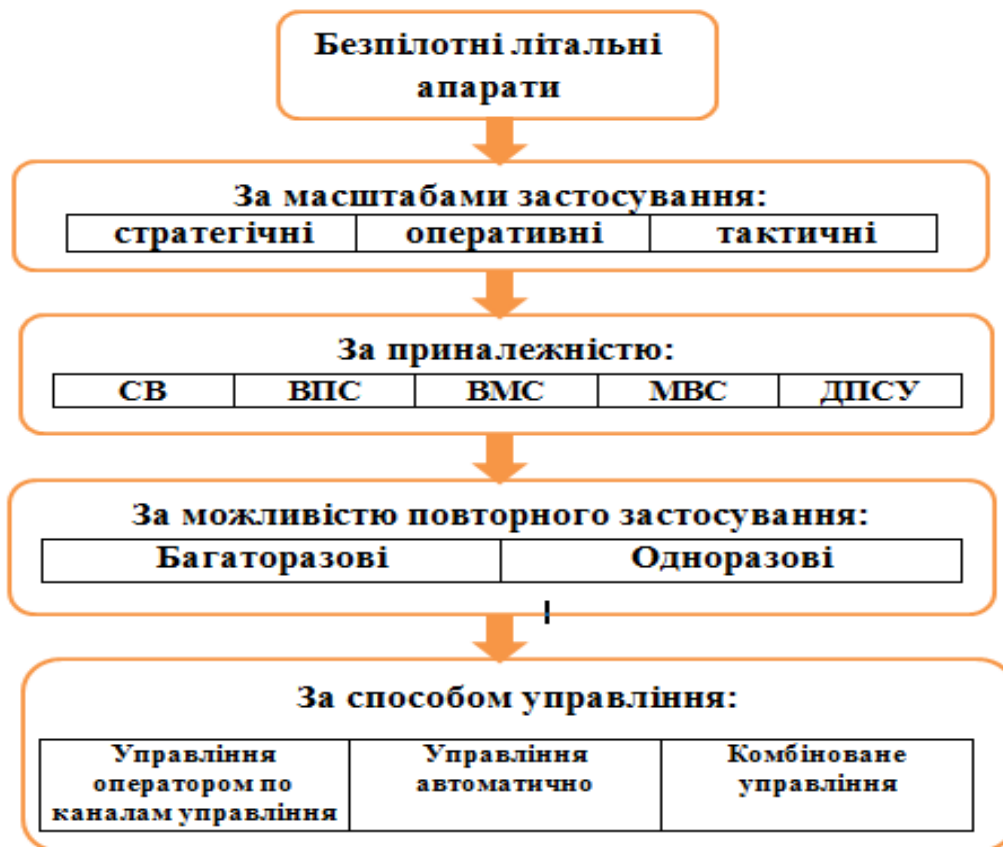 Безпілотні літальні
апарати
За масштабами застосування:
стратегічні оперативні тактичні
За приналежністю:
СВ ВПС ВМС МВС ДПСУ
За можливістю повторного застосування:
Багаторазові Одноразові
За способом управління:
Управління
оператором по
каналам управління
Управління
автоматично
Комбіноване
управління